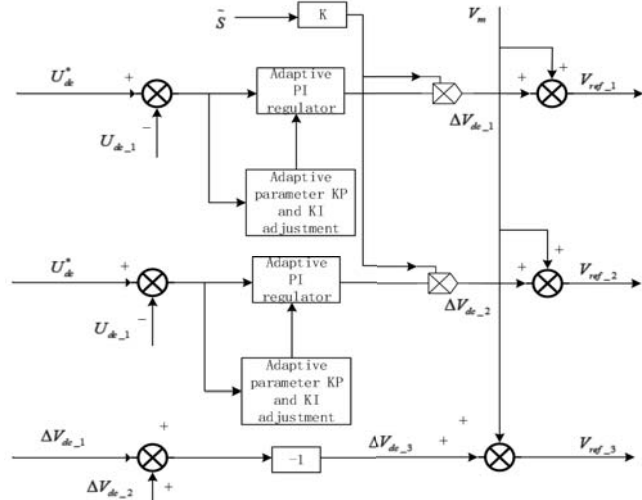 S̃
K
V_m
U*_dc
+
−
U_dc_1
Adaptive
PI
regulator
ΔV_dc_1
+
+
V_ref_1
Adaptive
parameter KP
and KI
adjustment
U*_dc
+
−
U_dc_1
Adaptive
PI
regulator
ΔV_dc_2
+
+
V_ref_2
Adaptive
parameter KP
and KI
adjustment
ΔV_dc_1
+
+
ΔV_dc_2
-1
ΔV_dc_3
+
+
V_ref_3